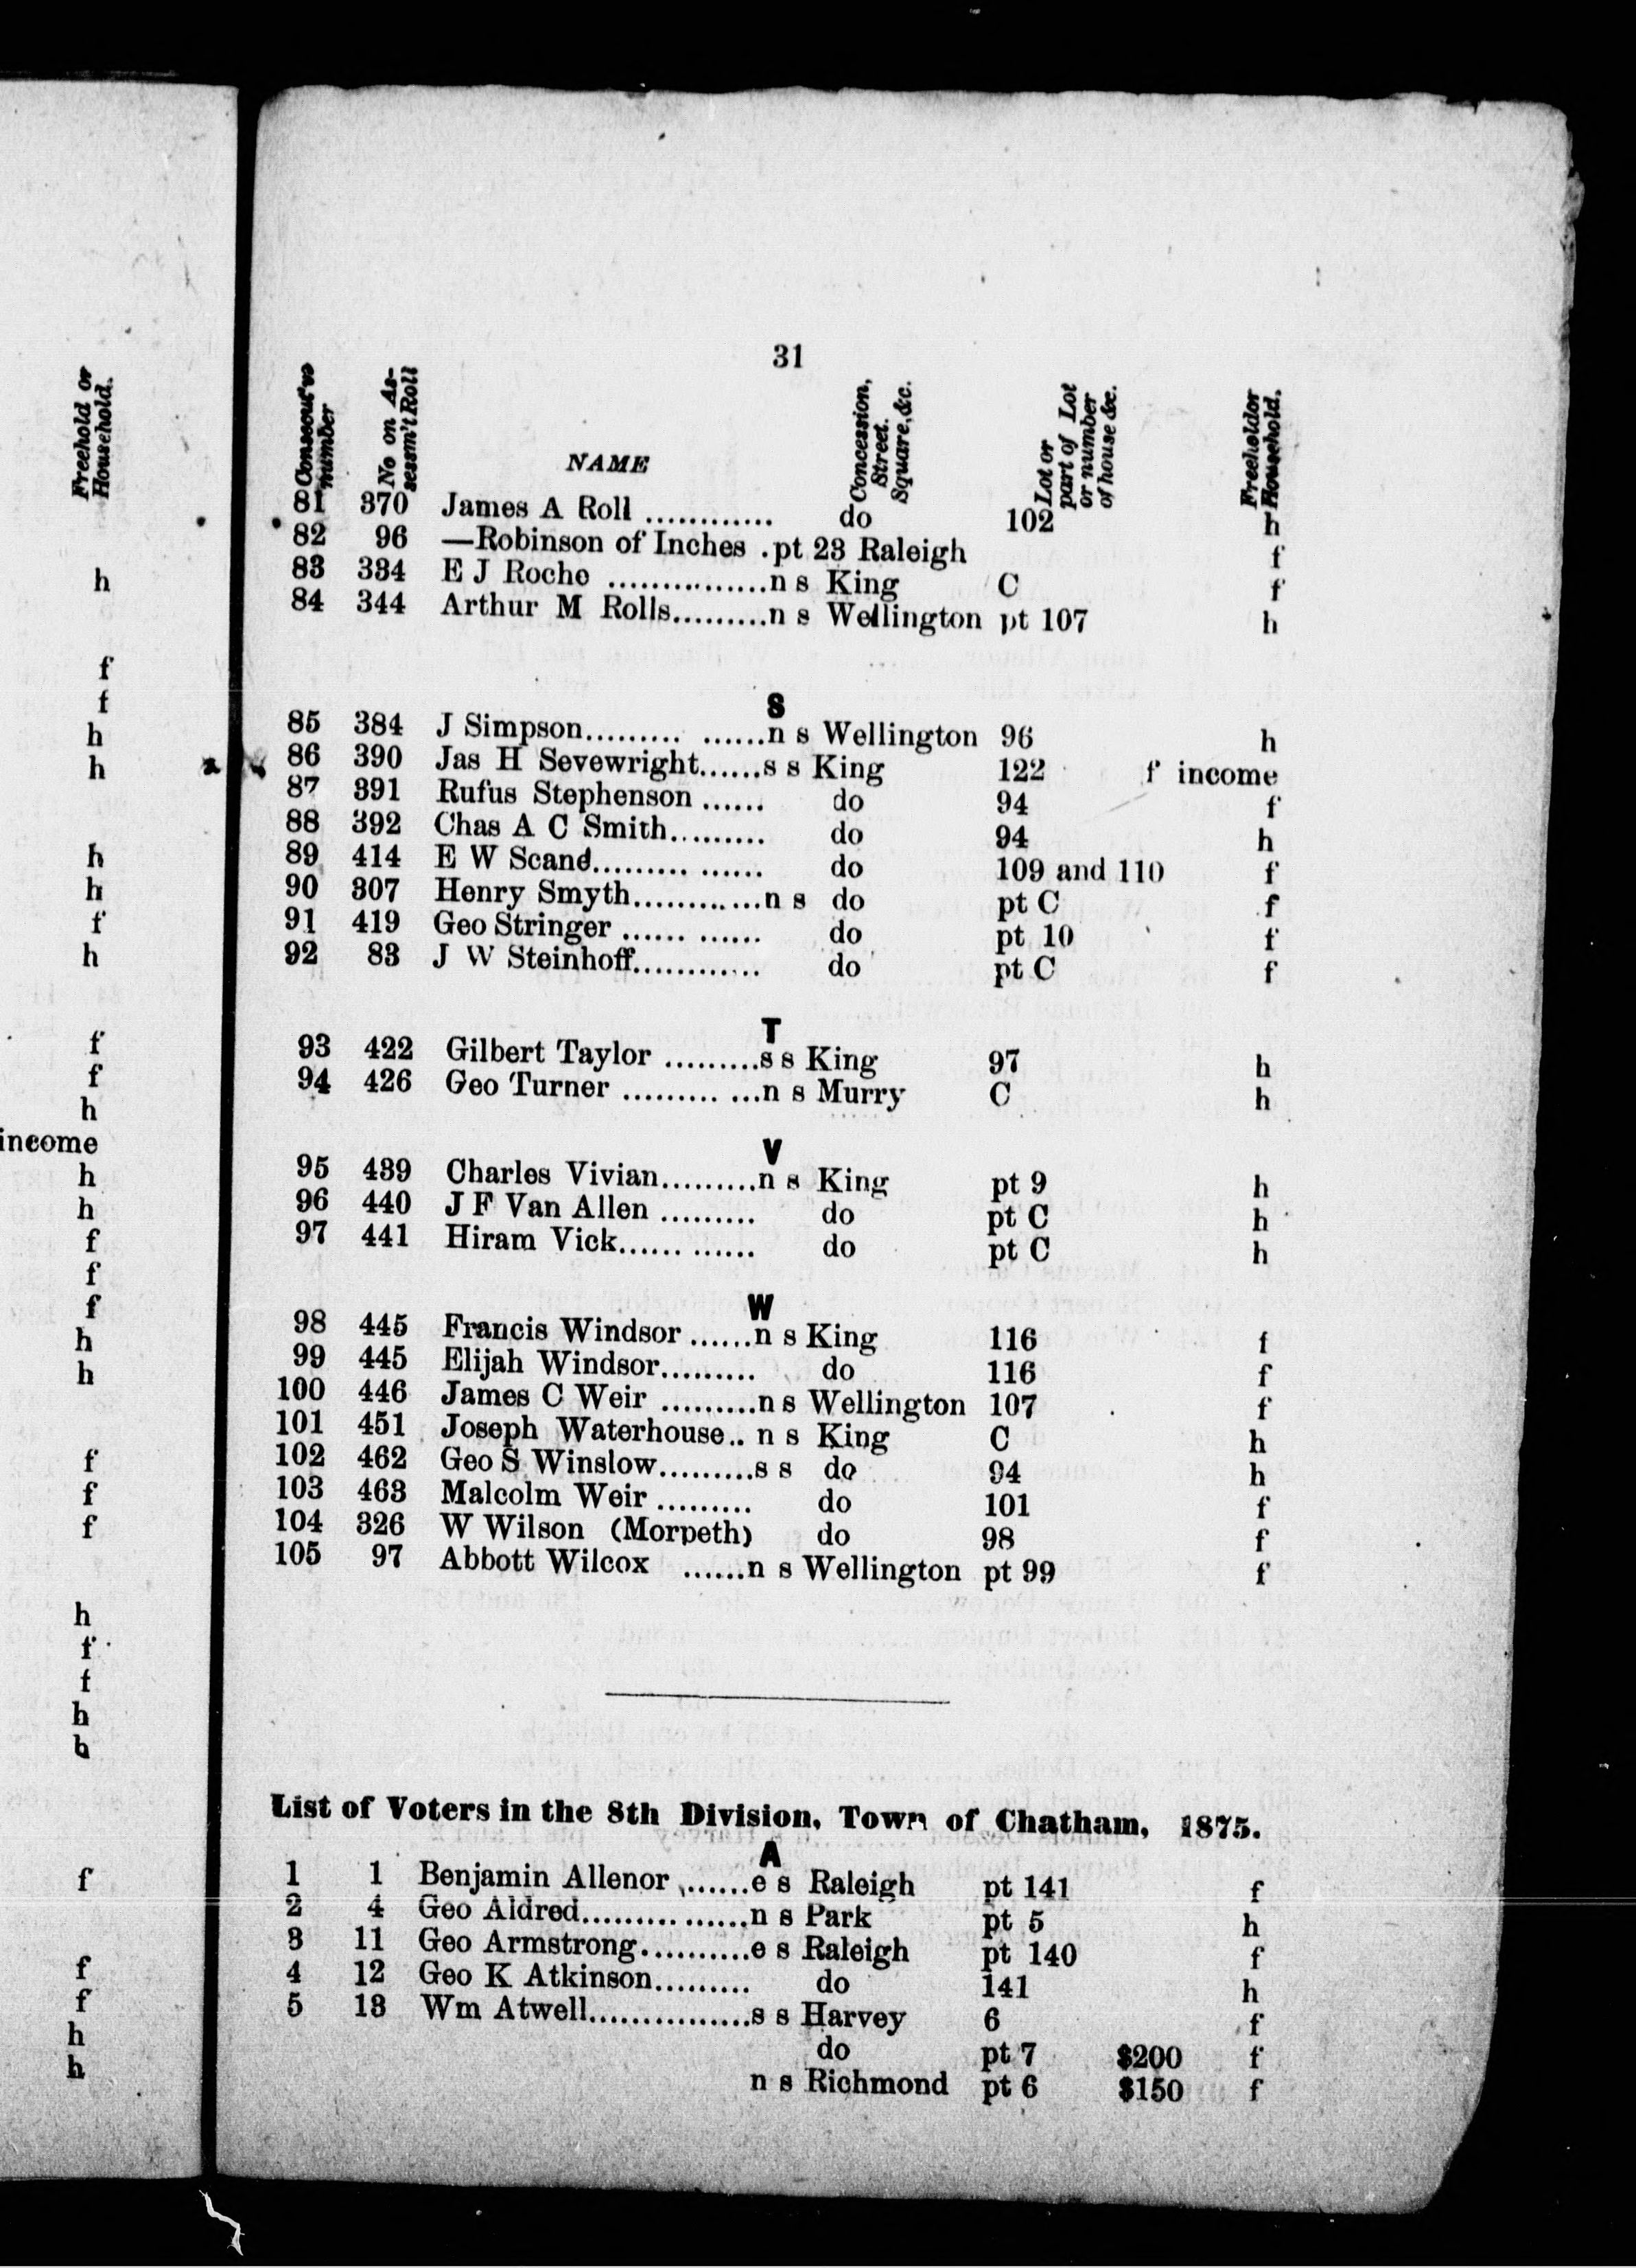 Freehold or
Household.
h
f
f
h
h
h
h
f
h
f
f
h
income
h
h
f
f
f
h
h
f
f
f
h
f
f
h
h
f
f
f
h
h
31
Consecut've number
No on As-
sessm't Roll
NAME
Concession,
Street.
Square, &c.
Lot or
part of Lot
or number
of house &c.
Freeholdor
Household.
81 370 James A Roll ............ do 102 h
82 96 —Robinson of Inches .pt 23 Raleigh f
83 334 E J Roche ...............n s King C f
84 344 Arthur M Rolls.........n s Wellington pt 107 h
S
85 384 J Simpson......... ......n s Wellington 96 h
86 390 Jas H Sevewright......s s King 122 f income
87 391 Rufus Stephenson ...... do 94 f
88 392 Chas A C Smith......... do 94 h
89 414 E W Scand......... ...... do 109 and 110 f
90 307 Henry Smyth............n s do pt C f
91 419 Geo Stringer ...... ...... do pt 10 f
92 83 J W Steinhoff............ do pt C f
T
93 422 Gilbert Taylor .........s s King 97 h
94 426 Geo Turner ......... ...n s Murry C h
V
95 439 Charles Vivian.........n s King pt 9 h
96 440 J F Van Allen ......... do pt C h
97 441 Hiram Vick...... ...... do pt C h
W
98 445 Francis Windsor ......n s King 116 f
99 445 Elijah Windsor......... do 116 f
100 446 James C Weir .........n s Wellington 107 f
101 451 Joseph Waterhouse.. n s King C h
102 462 Geo S Winslow.........s s do 94 h
103 463 Malcolm Weir ......... do 101 f
104 326 W Wilson (Morpeth) do 98 f
105 97 Abbott Wilcox ......n s Wellington pt 99 f
List of Voters in the 8th Division, Town of Chatham, 1875.
A
1 1 Benjamin Allenor .......e s Raleigh pt 141 f
2 4 Geo Aldred......... ......n s Park pt 5 h
3 11 Geo Armstrong..........e s Raleigh pt 140 f
4 12 Geo K Atkinson......... do 141 h
5 13 Wm Atwell...............s s Harvey 6 f
do pt 7 $200 f
n s Richmond pt 6 $150 f